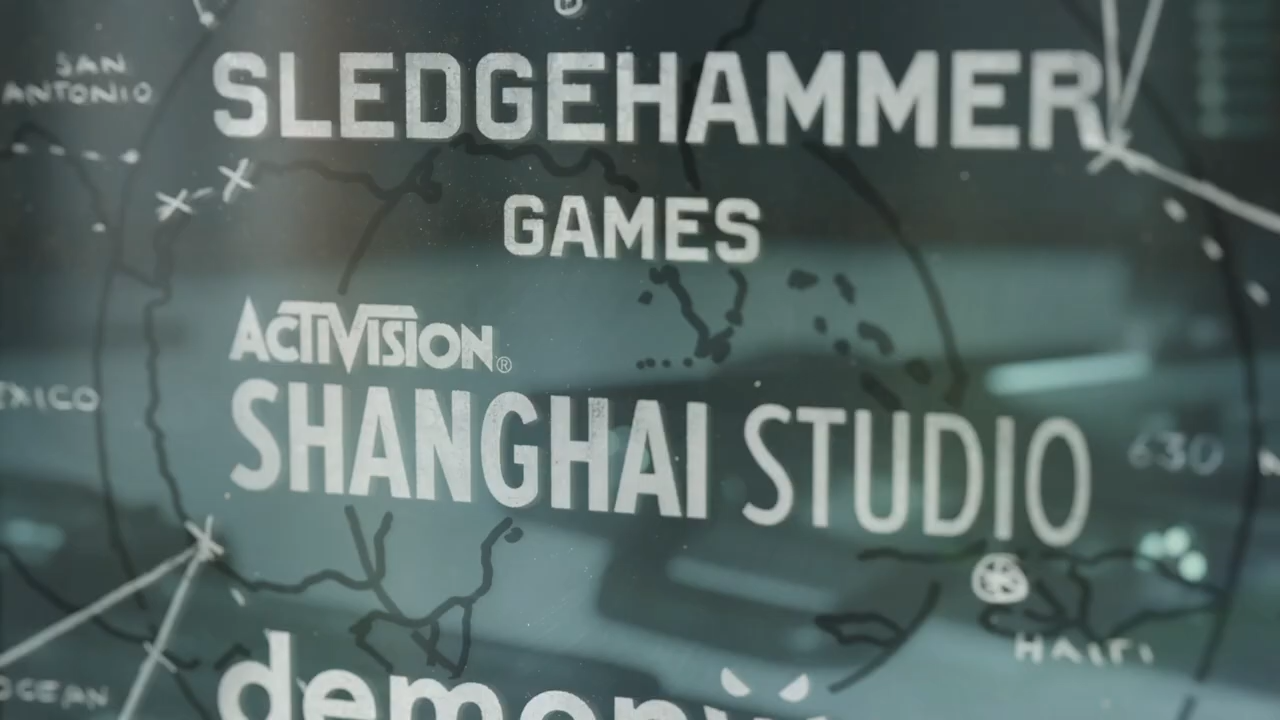 SAN
ANTONIO
SLEDGEHAMMER
GAMES
ACTIVISION®
SHANGHAI STUDIO
630
HAITI
OCEAN